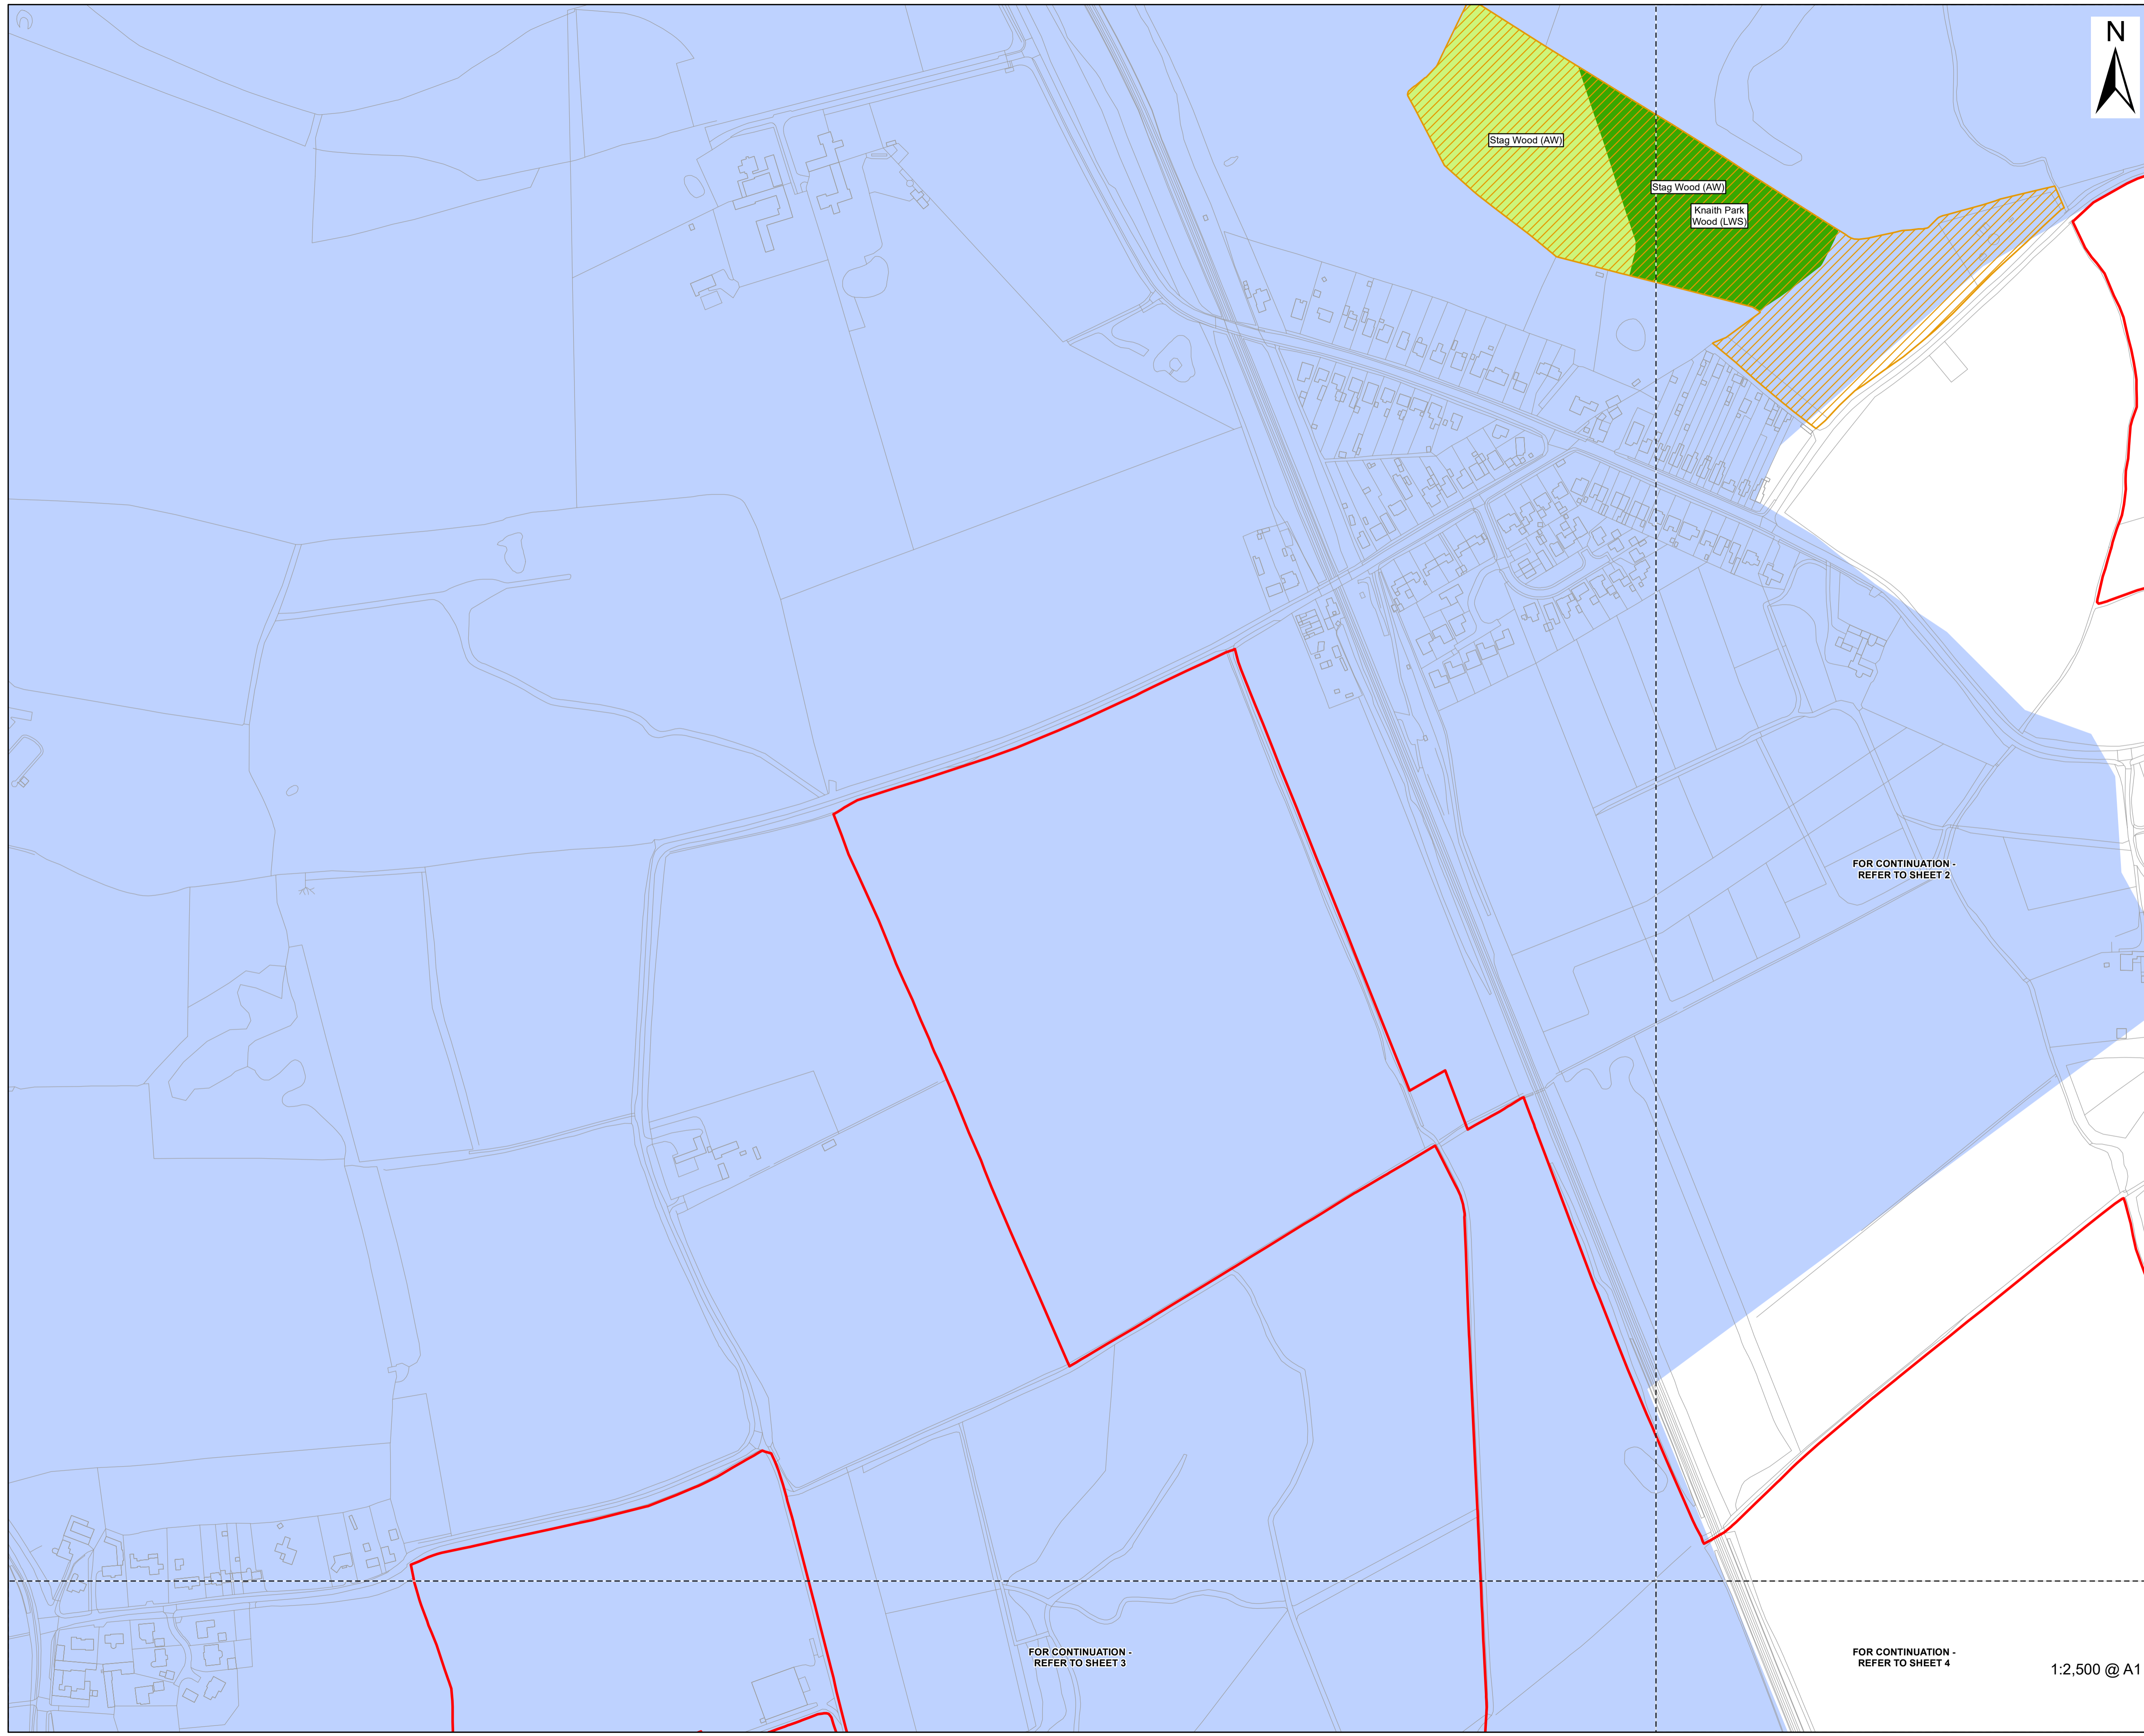 N
Stag Wood (AW)
Stag Wood (AW)
Knaith Park
Wood (LWS)
FOR CONTINUATION -
REFER TO SHEET 2
FOR CONTINUATION -
REFER TO SHEET 3
FOR CONTINUATION -
REFER TO SHEET 4
1:2,500 @ A1